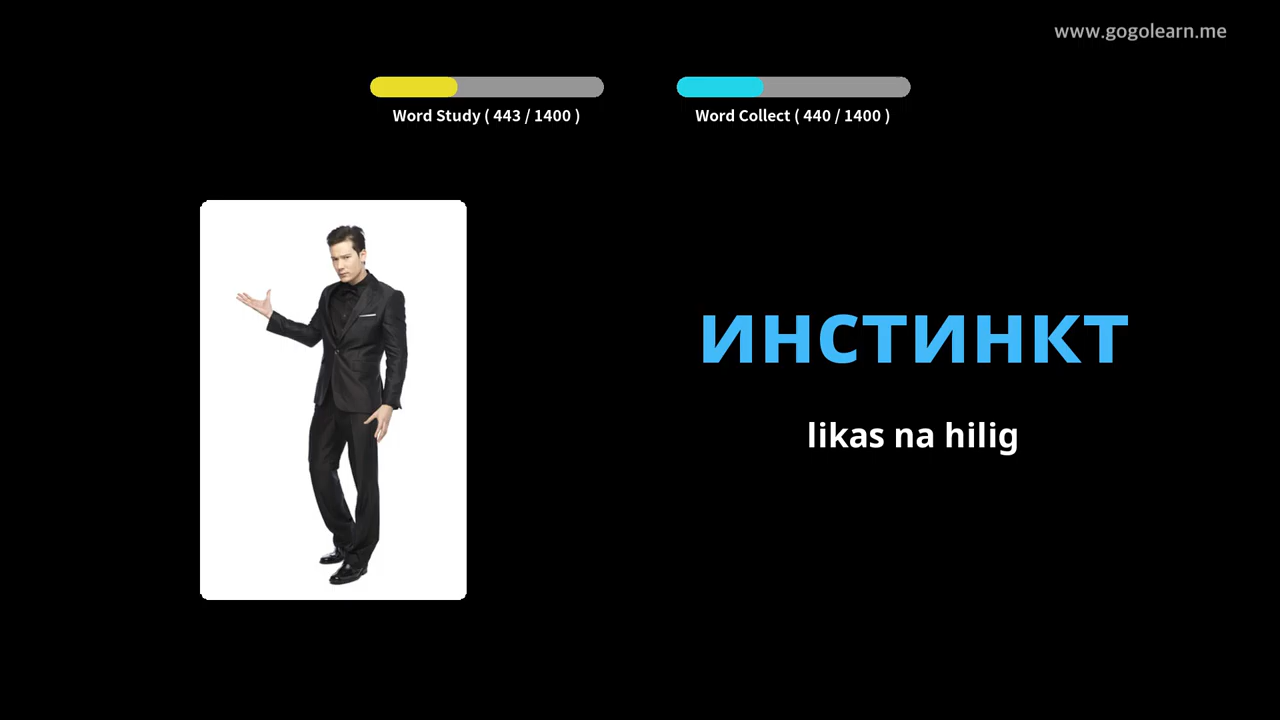 www.gogolearn.me
Word Study ( 443 / 1400 )
Word Collect ( 440 / 1400 )
инстинкт
likas na hilig